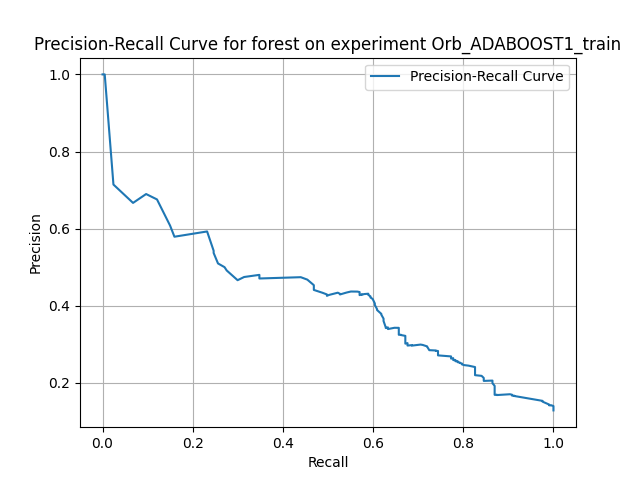 Precision-Recall Curve for forest on experiment Orb_ADABOOST1_train
Precision-Recall Curve
1.0
0.8
0.6
0.4
0.2
Precision
0.0 0.2 0.4 0.6 0.8 1.0
Recall